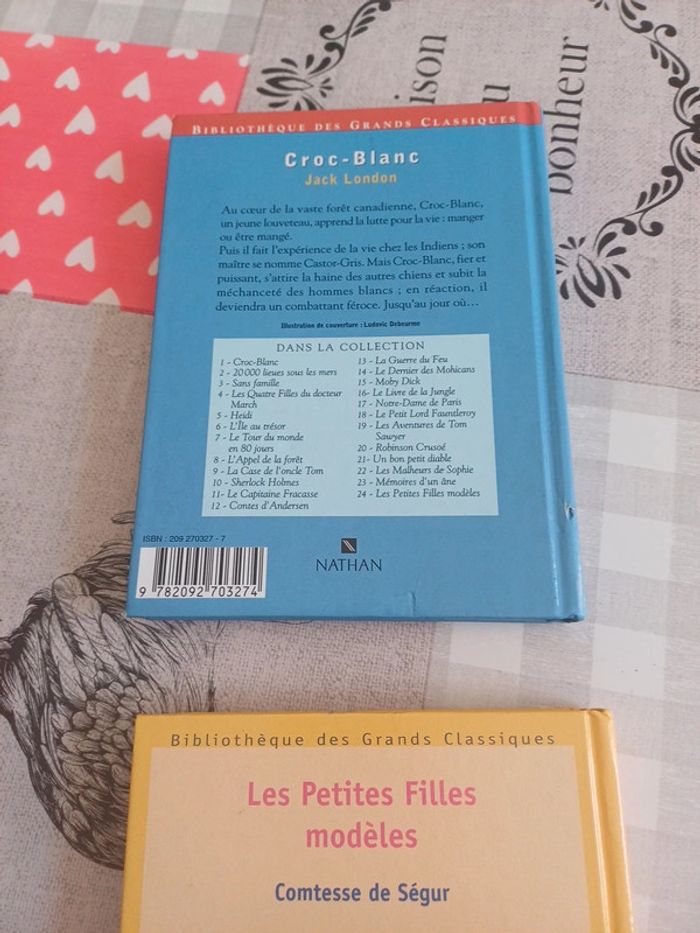 maison
du
bonheur
BIBLIOTHÈQUE DES GRANDS CLASSIQUES
Croc-Blanc
Jack London
Au cœur de la vaste forêt canadienne, Croc-Blanc,
un jeune louveteau, apprend la lutte pour la vie : manger
ou être mangé.
Puis il fait l'expérience de la vie chez les Indiens ; son
maître se nomme Castor-Gris. Mais Croc-Blanc, fier et
puissant, s'attire la haine des autres chiens et subit la
méchanceté des hommes blancs ; en réaction, il
deviendra un combattant féroce. Jusqu'au jour où...
Illustration de couverture : Ludovic Debeurme
DANS LA COLLECTION
1 - Croc-Blanc
2 - 20 000 lieues sous les mers
3 - Sans famille
4 - Les Quatre Filles du docteur
March
5 - Heidi
6 - L'Île au trésor
7 - Le Tour du monde
en 80 jours
8 - L'Appel de la forêt
9 - La Case de l'oncle Tom
10 - Sherlock Holmes
11- Le Capitaine Fracasse
12 - Contes d'Andersen
13 - La Guerre du Feu
14 - Le Dernier des Mohicans
15 - Moby Dick
16- Le Livre de la Jungle
17 - Notre-Dame de Paris
18 - Le Petit Lord Fauntleroy
19 - Les Aventures de Tom
Sawyer
20 - Robinson Crusoé
21- Un bon petit diable
22 - Les Malheurs de Sophie
23 - Mémoires d'un âne
24 - Les Petites Filles modèles
ISBN : 209 270327 - 7
9 782092 703274
NATHAN
Bibliothèque des Grands Classiques
Les Petites Filles
modèles
Comtesse de Ségur